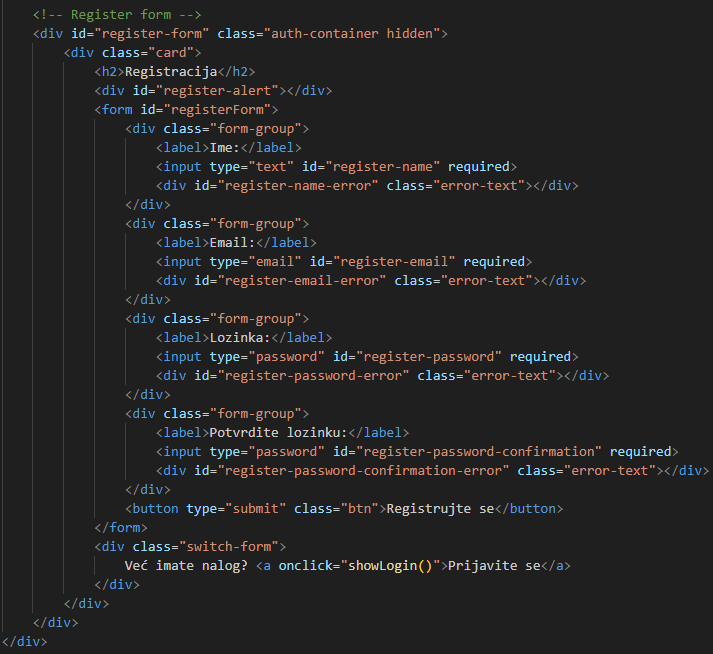 <!-- Register form -->
<div id="register-form" class="auth-container hidden">
<div class="card">
<h2>Registracija</h2>
<div id="register-alert"></div>
<form id="registerForm">
<div class="form-group">
<label>Ime:</label>
<input type="text" id="register-name" required>
<div id="register-name-error" class="error-text"></div>
</div>
<div class="form-group">
<label>Email:</label>
<input type="email" id="register-email" required>
<div id="register-email-error" class="error-text"></div>
</div>
<div class="form-group">
<label>Lozinka:</label>
<input type="password" id="register-password" required>
<div id="register-password-error" class="error-text"></div>
</div>
<div class="form-group">
<label>Potvrdite lozinku:</label>
<input type="password" id="register-password-confirmation" required>
<div id="register-password-confirmation-error" class="error-text"></div>
</div>
<button type="submit" class="btn">Registrujte se</button>
</form>
<div class="switch-form">
Već imate nalog? <a onclick="showLogin()">Prijavite se</a>
</div>
</div>
</div>
</div>